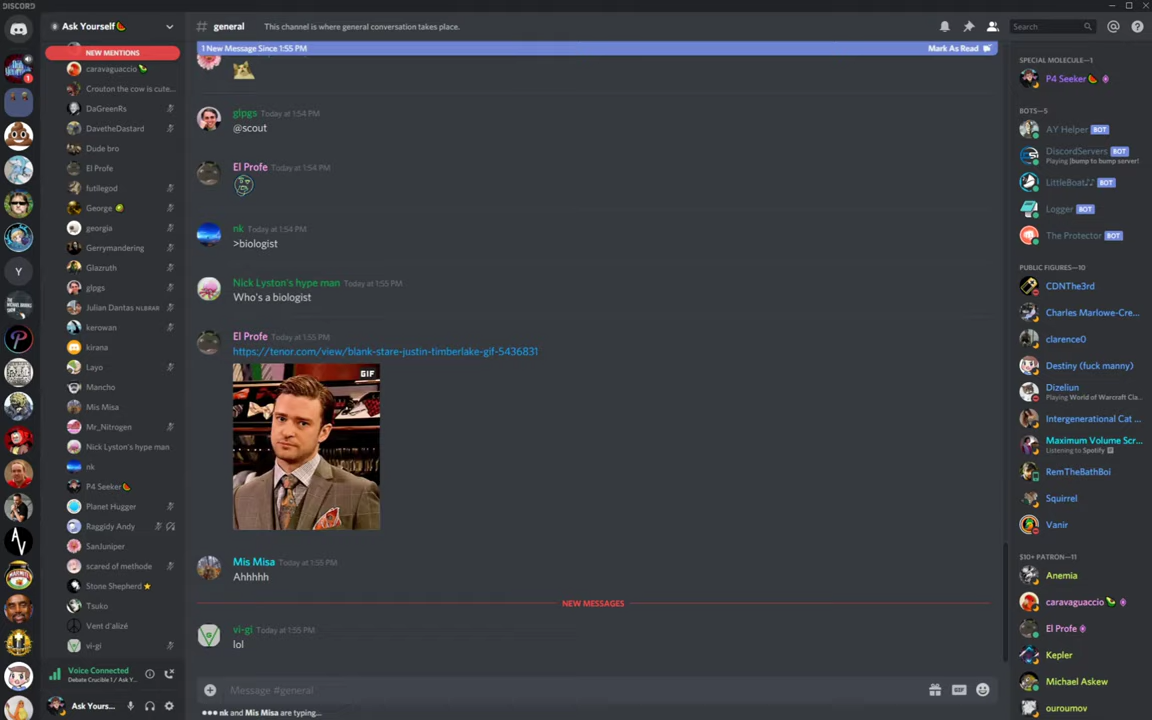 DISCORD
Ask Yourself🍉
NEW MENTIONS
caravaguaccio
Crouton the cow is cute...
DaGreenRs
DavetheDastard
Dude bro
El Profe
futilegod
George
georgia
Gerrymandering
Glazruth
glpgs
Julian Dantas NLBRAR
kerowan
kirana
Layo
Mancho
Mis Misa
Mr_Nitrogen
Nick Lyston's hype man
nk
P4 Seeker🍉
Planet Hugger
Raggidy Andy
SanJuniper
scared of methode
Stone Shepherd⭐
Tsuko
Vent d'alizé
vi-gi
Voice Connected
Debate Crucible 1 / Ask Y...
Ask Yours...
# general
This channel is where general conversation takes place.
Search
1 New Message Since 1:55 PM
Mark As Read
glpgs Today at 1:54 PM
@scout
El Profe Today at 1:54 PM
nk Today at 1:54 PM
>biologist
Nick Lyston's hype man Today at 1:55 PM
Who's a biologist
El Profe Today at 1:55 PM
https://tenor.com/view/blank-stare-justin-timberlake-gif-5436831
GIF
Mis Misa Today at 1:55 PM
Ahhhhh
NEW MESSAGES
vi-gi Today at 1:55 PM
lol
Message #general
GIF
nk and Mis Misa are typing...
SPECIAL MOLECULE—1
P4 Seeker🍉
BOTS—5
AY Helper BOT
DiscordServers BOT
Playing !bump to bump server!
LittleBoat🎶 BOT
Logger BOT
The Protector BOT
PUBLIC FIGURES—10
CDNThe3rd
Charles Marlowe-Cre...
clarence0
Destiny (fuck manny)
Dizeliun
Playing World of Warcraft Cla...
Intergenerational Cat ...
Maximum Volume Scr...
Listening to Spotify
RemTheBathBoi
Squirrel
Vanir
$10+ PATRON—11
Anemia
caravaguaccio
El Profe
Kepler
Michael Askew
ouroumov